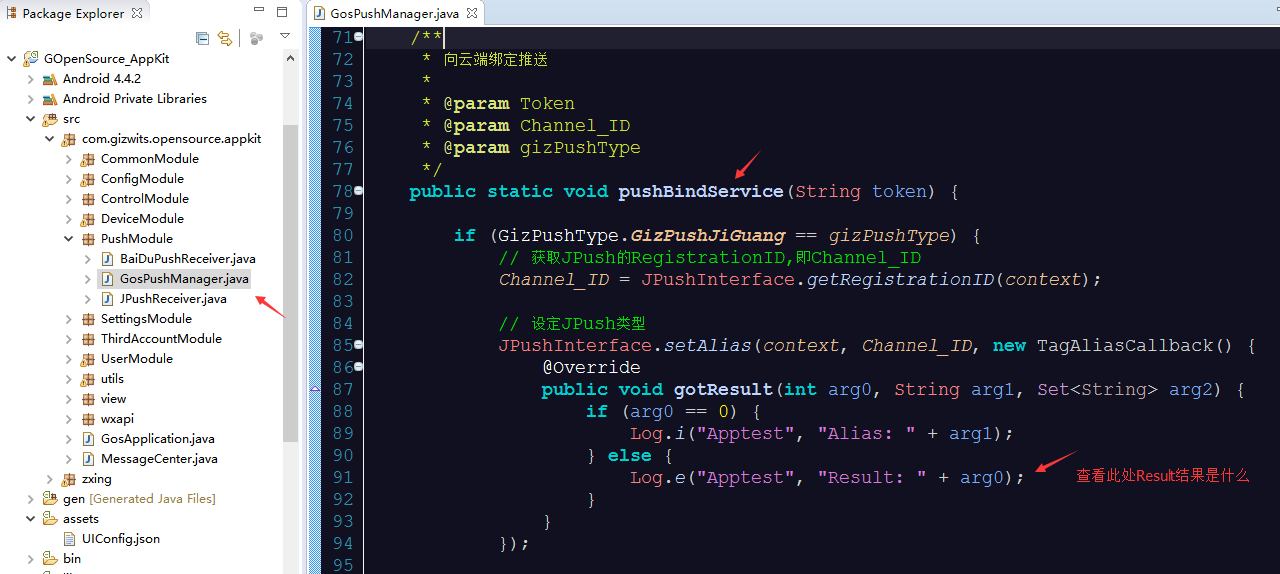 Package Explorer
GOpenSource_AppKit
Android 4.4.2
Android Private Libraries
src
com.gizwits.opensource.appkit
CommonModule
ConfigModule
ControlModule
DeviceModule
PushModule
BaiDuPushReceiver.java
GosPushManager.java
JPushReceiver.java
SettingsModule
ThirdAccountModule
UserModule
utils
view
wxapi
GosApplication.java
MessageCenter.java
zxing
gen [Generated Java Files]
assets
UIConfig.json
bin
GosPushManager.java
71 /**
72 * 向云端绑定推送
73 *
74 * @param Token
75 * @param Channel_ID
76 * @param gizPushType
77 */
78 public static void pushBindService(String token) {
79
80 if (GizPushType.GizPushJiGuang == gizPushType) {
81 // 获取JPush的RegistrationID,即Channel_ID
82 Channel_ID = JPushInterface.getRegistrationID(context);
83
84 // 设定JPush类型
85 JPushInterface.setAlias(context, Channel_ID, new TagAliasCallback() {
86 @Override
87 public void gotResult(int arg0, String arg1, Set<String> arg2) {
88 if (arg0 == 0) {
89 Log.i("Apptest", "Alias: " + arg1);
90 } else {
91 Log.e("Apptest", "Result: " + arg0); 查看此处Result结果是什么
92 }
93 }
94 });
95